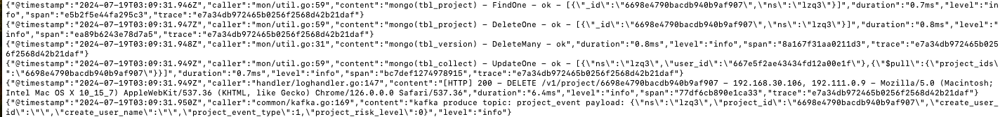 {"@timestamp":"2024-07-19T03:09:31.946Z","caller":"mon/util.go:59","content":"mongo(tbl_project) - FindOne - ok - [{\"_id\":\"6698e4790bacdb940b9af907\",\"ns\":\"lzq3\"}]","duration":"0.7ms","level":"in
fo","span":"e5b2f5e44fa295c3","trace":"e7a34db972465b0256f2568d42b21daf"}
{"@timestamp":"2024-07-19T03:09:31.947Z","caller":"mon/util.go:59","content":"mongo(tbl_project) - DeleteOne - ok - [{\"_id\":\"6698e4790bacdb940b9af907\",\"ns\":\"lzq3\"}]","duration":"0.8ms","level":"
info","span":"ea89b6243e78d7a5","trace":"e7a34db972465b0256f2568d42b21daf"}
{"@timestamp":"2024-07-19T03:09:31.948Z","caller":"mon/util.go:31","content":"mongo(tbl_version) - DeleteMany - ok","duration":"0.8ms","level":"info","span":"8a167f31aa0211d3","trace":"e7a34db972465b025
6f2568d42b21daf"}
{"@timestamp":"2024-07-19T03:09:31.949Z","caller":"mon/util.go:59","content":"mongo(tbl_collect) - UpdateOne - ok - [{\"ns\":\"lzq3\",\"user_id\":\"667e5f2ae43434fd12a00e1f\"},{\"$pull\":{\"project_ids\
":\"6698e4790bacdb940b9af907\"}}]","duration":"0.7ms","level":"info","span":"bc7def1274978915","trace":"e7a34db972465b0256f2568d42b21daf"}
{"@timestamp":"2024-07-19T03:09:31.949Z","caller":"handler/loghandler.go:147","content":"[HTTP] 200 - DELETE /v1/project/6698e4790bacdb940b9af907 - 192.168.30.106, 192.111.0.9 - Mozilla/5.0 (Macintosh;
Intel Mac OS X 10_15_7) AppleWebKit/537.36 (KHTML, like Gecko) Chrome/126.0.0.0 Safari/537.36","duration":"6.4ms","level":"info","span":"77df6cb890e1ca33","trace":"e7a34db972465b0256f2568d42b21daf"}
{"@timestamp":"2024-07-19T03:09:31.950Z","caller":"common/kafka.go:169","content":"kafka produce topic: project_event payload: {\"ns\":\"lzq3\",\"project_id\":\"6698e4790bacdb940b9af907\",\"create_user_
id\":\"\",\"create_user_name\":\"\",\"project_event_type\":1,\"project_risk_level\":0}","level":"info"}